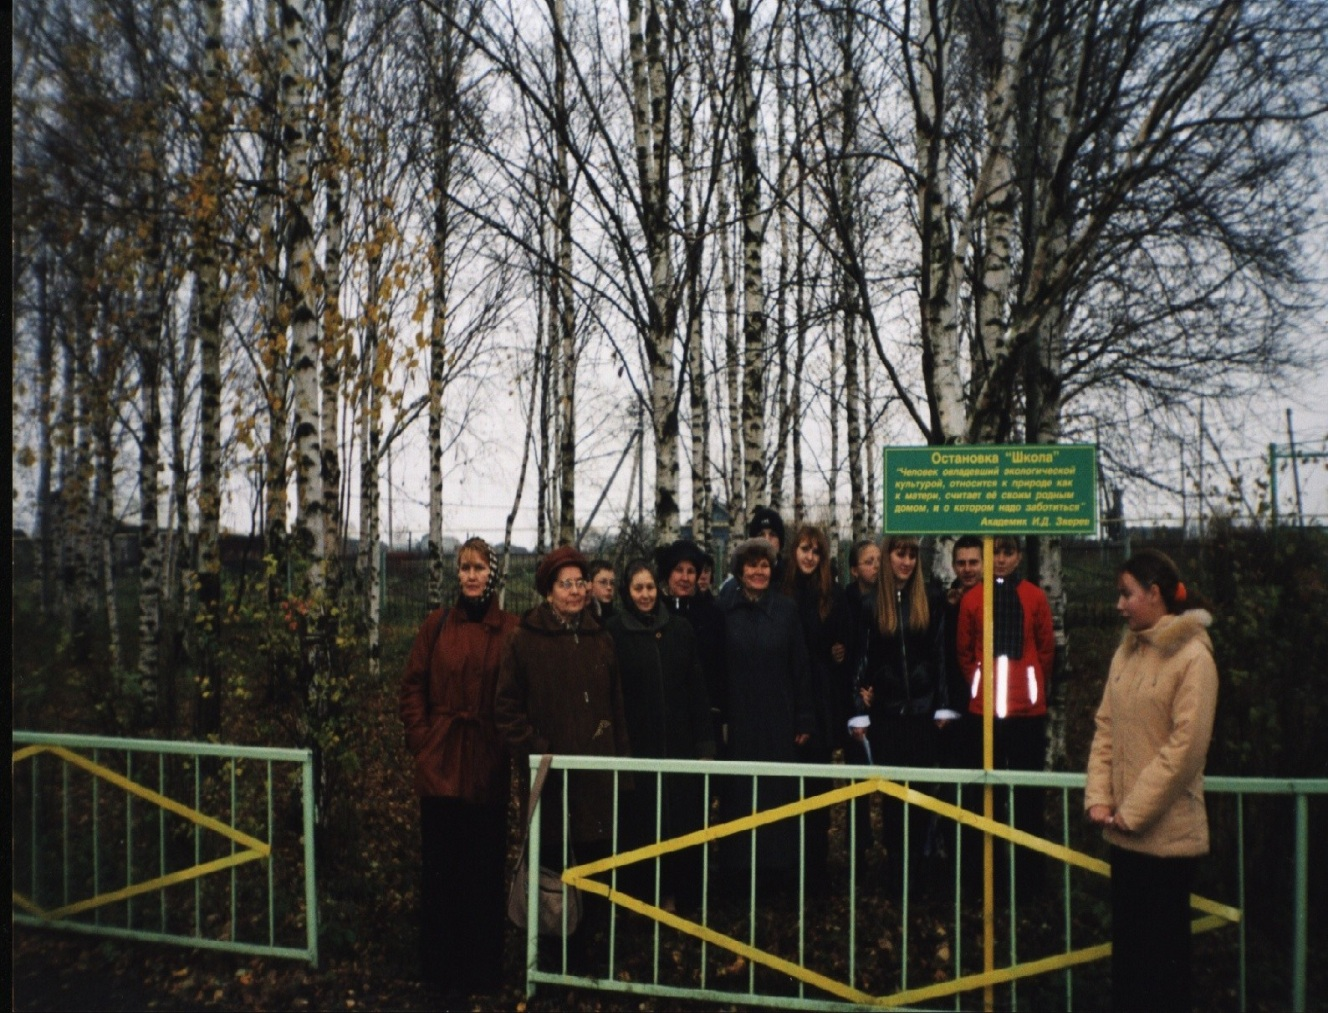 Остановка "Школа"
"Человек овладевший экологической
культурой, относится к природе как
к матери, считает её своим родным
домом, и о котором надо заботиться"
Академик И.Д. Зверев